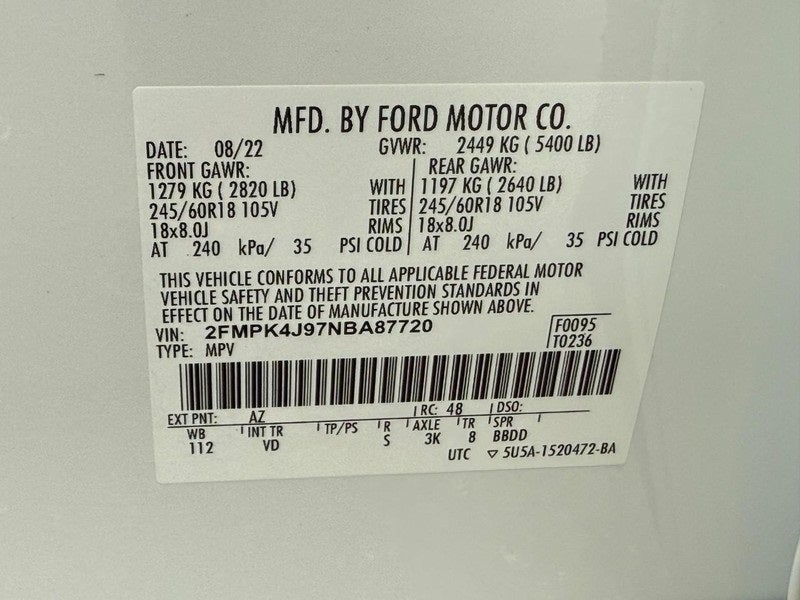 MFD. BY FORD MOTOR CO.
DATE: 08/22 GVWR: 2449 KG ( 5400 LB)
FRONT GAWR: REAR GAWR:
1279 KG ( 2820 LB) WITH 1197 KG ( 2640 LB) WITH
245/60R18 105V TIRES 245/60R18 105V TIRES
18x8.0J RIMS 18x8.0J RIMS
AT 240 kPa/ 35 PSI COLD AT 240 kPa/ 35 PSI COLD
THIS VEHICLE CONFORMS TO ALL APPLICABLE FEDERAL MOTOR
VEHICLE SAFETY AND THEFT PREVENTION STANDARDS IN
EFFECT ON THE DATE OF MANUFACTURE SHOWN ABOVE.
VIN: 2FMPK4J97NBA87720 F0095
TYPE: MPV T0236
EXT PNT: AZ RC: 48 DSO:
WB INT TR TP/PS R AXLE TR SPR
112 VD S 3K 8 BBDD
UTC ▽ 5U5A-1520472-BA